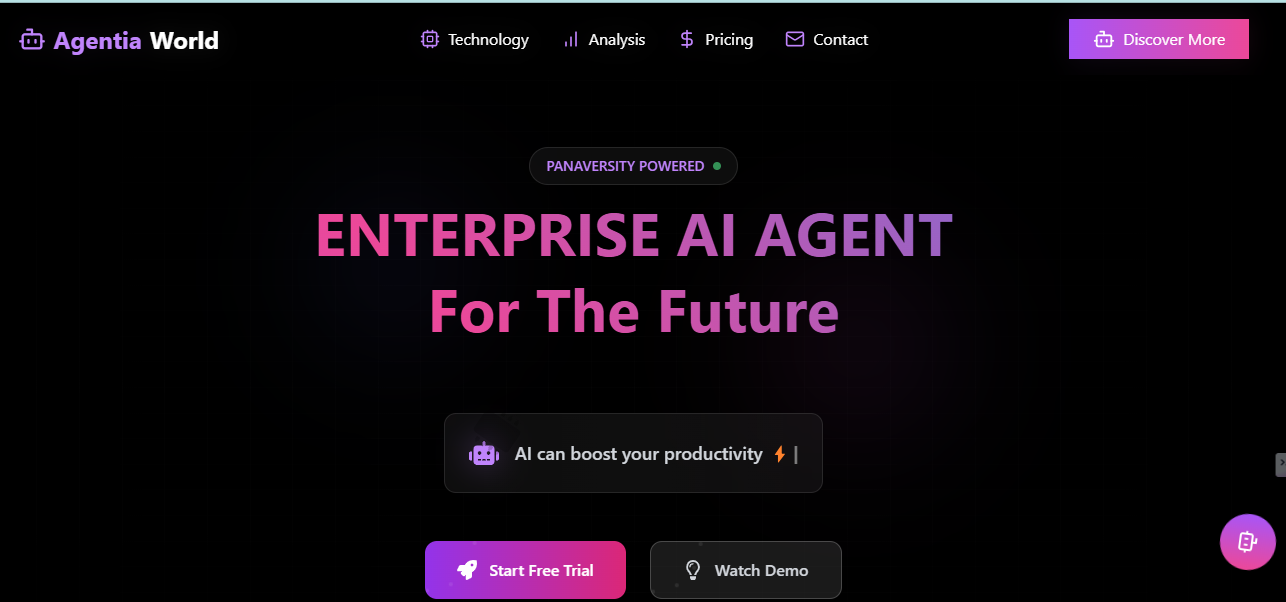 Agentia World
Technology
Analysis
Pricing
Contact
Discover More
PANAVERSITY POWERED
ENTERPRISE AI AGENT
For The Future
AI can boost your productivity ⚡ |
Start Free Trial
Watch Demo